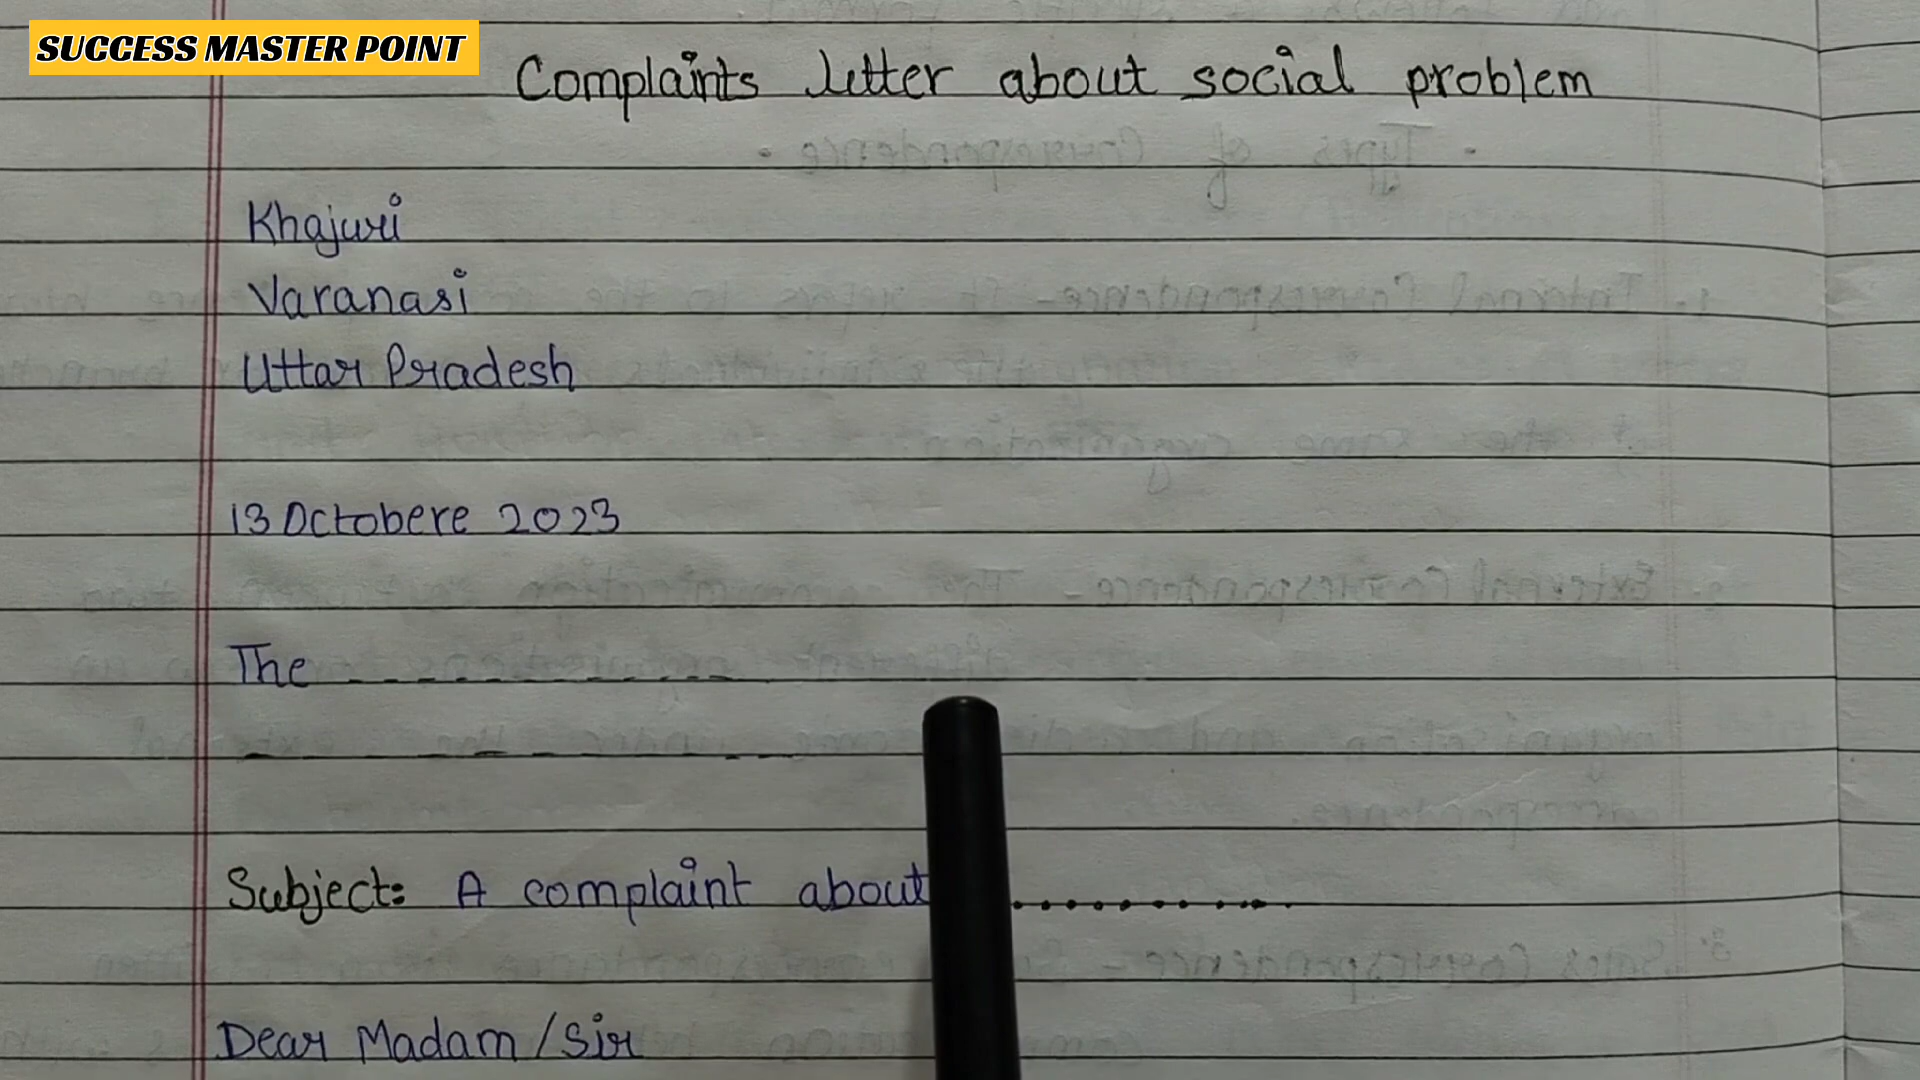 SUCCESS MASTER POINT
Complaints letter about social problem
Khajuri
Varanasi
Uttar Pradesh
13 Octobere 2023
The ------------
Subject: A complaint about ............
Dear Madam/Sir